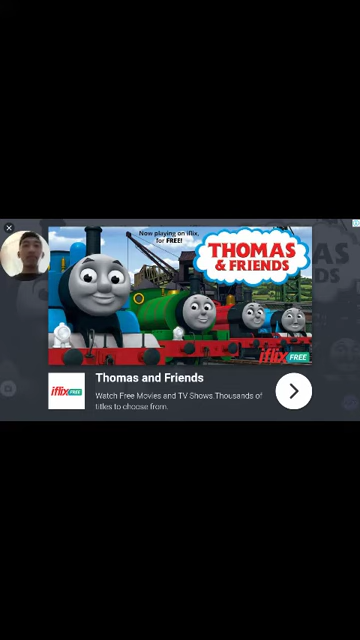 Now playing on iflix,
for FREE!
THOMAS
& FRIENDS
iflix FREE
iflix FREE
Thomas and Friends
Watch Free Movies and TV Shows.Thousands of
titles to choose from.